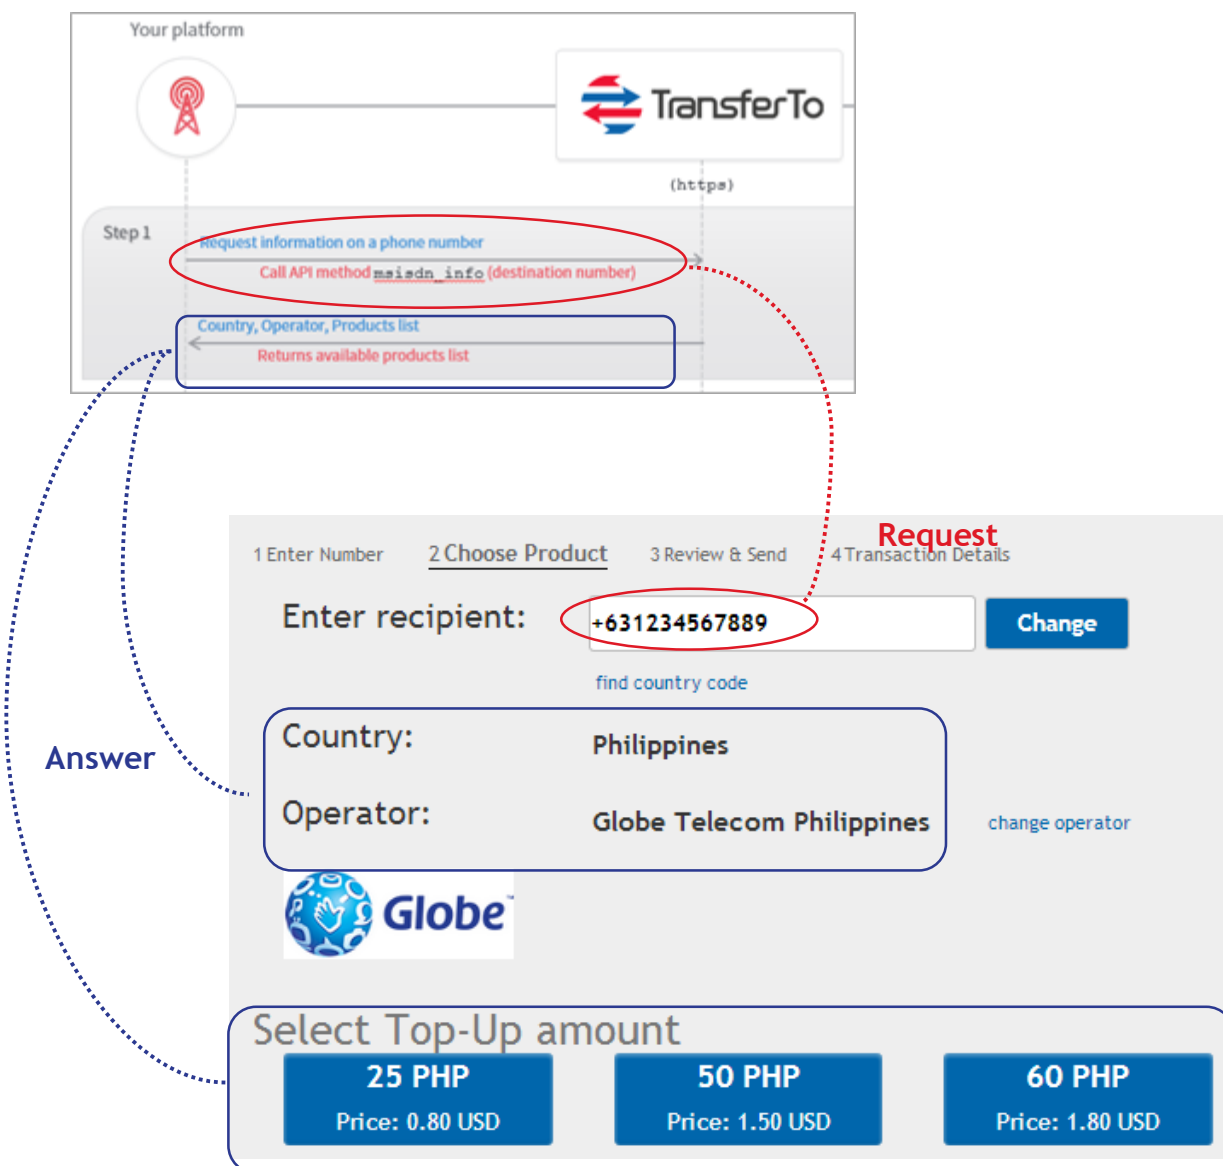 Your platform
TransferTo
(https)
Step 1
Request information on a phone number
Call API method msisdn_info (destination number)
Country, Operator, Products list
Returns available products list
Request
1 Enter Number 2 Choose Product 3 Review & Send 4 Transaction Details
Enter recipient: +631234567889 Change
find country code
Country: Philippines
Answer
Operator: Globe Telecom Philippines change operator
Globe
Select Top-Up amount
25 PHP 50 PHP 60 PHP
Price: 0.80 USD Price: 1.50 USD Price: 1.80 USD